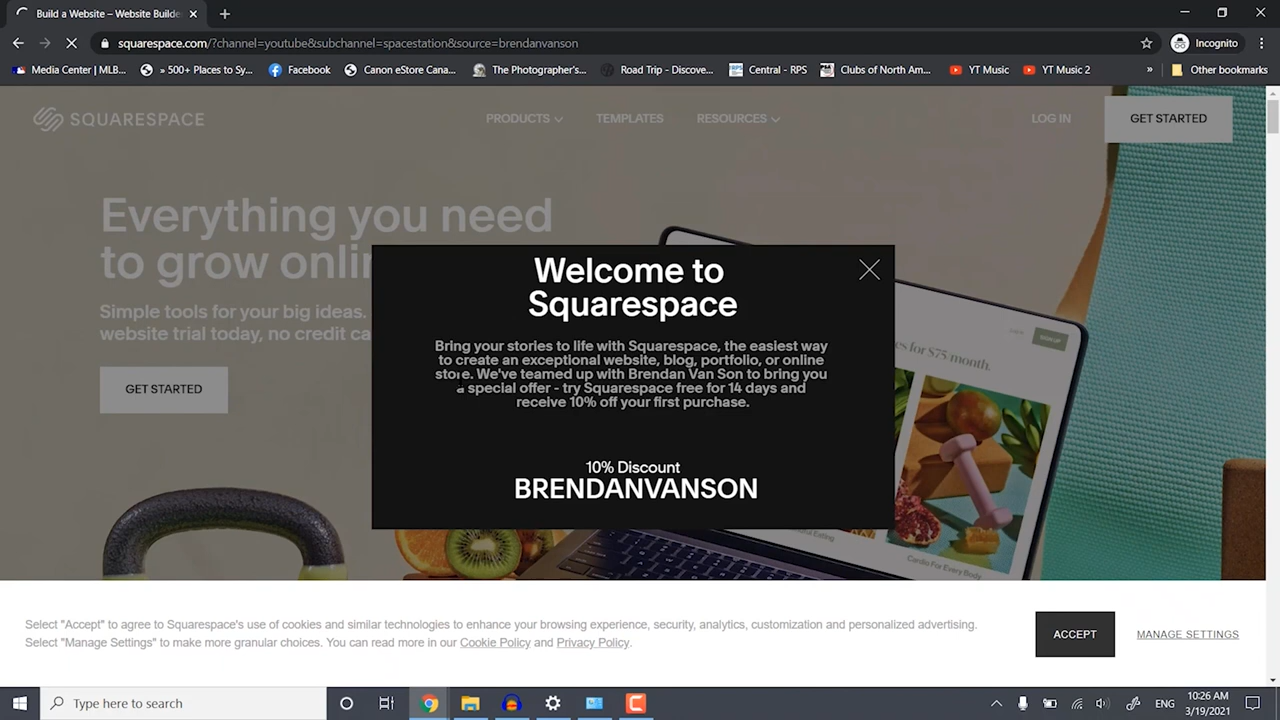 Build a Website – Website Builde
squarespace.com/?channel=youtube&subchannel=spacestation&source=brendanvanson
Incognito
Media Center | MLB...
» 500+ Places to Sy...
Facebook
Canon eStore Cana...
The Photographer's...
Road Trip - Discove...
Central - RPS
Clubs of North Am...
YT Music
YT Music 2
»
Other bookmarks
SQUARESPACE
PRODUCTS
TEMPLATES
RESOURCES
LOG IN
GET STARTED
Everything you need
to grow onlin
Simple tools for your big ideas.
website trial today, no credit ca
GET STARTED
Welcome to
Squarespace
Bring your stories to life with Squarespace, the easiest way
to create an exceptional website, blog, portfolio, or online
store. We've teamed up with Brendan Van Son to bring you
a special offer - try Squarespace free for 14 days and
receive 10% off your first purchase.
10% Discount
BRENDANVANSON
SIGNUP
es for $75/month.
Eating
Cardio For Every Body
Select "Accept" to agree to Squarespace's use of cookies and similar technologies to enhance your browsing experience, security, analytics, customization and personalized advertising.
Select "Manage Settings" to make more granular choices. You can read more in our Cookie Policy and Privacy Policy.
ACCEPT
MANAGE SETTINGS
Type here to search
ENG
10:26 AM
3/19/2021